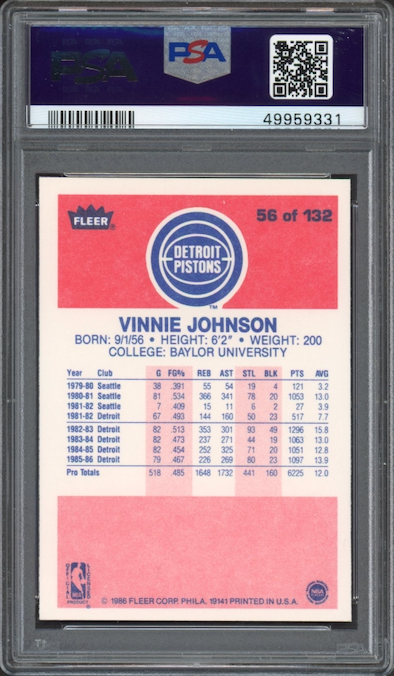 PSA PSA
49959331
FLEER® 56 of 132
DETROIT
PISTONS
TM
VINNIE JOHNSON
BORN: 9/1/56 • HEIGHT: 6'2" • WEIGHT: 200
COLLEGE: BAYLOR UNIVERSITY
Year Club G FG% REB AST STL BLK PTS AVG
1979-80 Seattle 38 .391 55 54 19 4 121 3.2
1980-81 Seattle 81 .534 366 341 78 20 1053 13.0
1981-82 Seattle 7 .409 15 11 6 2 27 3.9
1981-82 Detroit 67 .493 144 160 50 23 517 7.7
1982-83 Detroit 82 .513 353 301 93 49 1296 15.8
1983-84 Detroit 82 .473 237 271 44 19 1063 13.0
1984-85 Detroit 82 .454 252 325 71 20 1051 12.8
1985-86 Detroit 79 .467 226 269 80 23 1097 13.9
Pro Totals 518 .485 1648 1732 441 160 6225 12.0
OFFICIAL LICENSED
NBA
PRODUCT
© 1986 FLEER CORP. PHILA. 19141 PRINTED IN U.S.A.
NBA